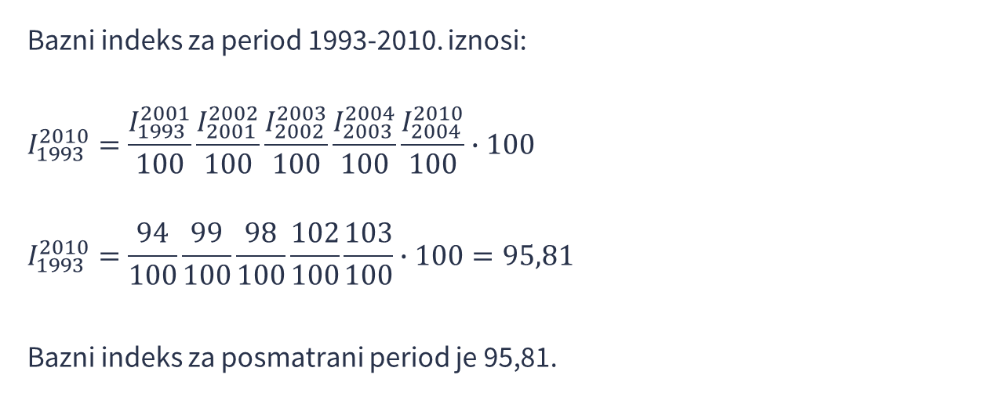 Bazni indeks za period 1993-2010. iznosi:
$I_{1993}^{2010} = \frac{I_{1993}^{2001}}{100} \frac{I_{2001}^{2002}}{100} \frac{I_{2002}^{2003}}{100} \frac{I_{2003}^{2004}}{100} \frac{I_{2004}^{2010}}{100} \cdot 100$
$I_{1993}^{2010} = \frac{94}{100} \frac{99}{100} \frac{98}{100} \frac{102}{100} \frac{103}{100} \cdot 100 = 95,81$
Bazni indeks za posmatrani period je 95,81.